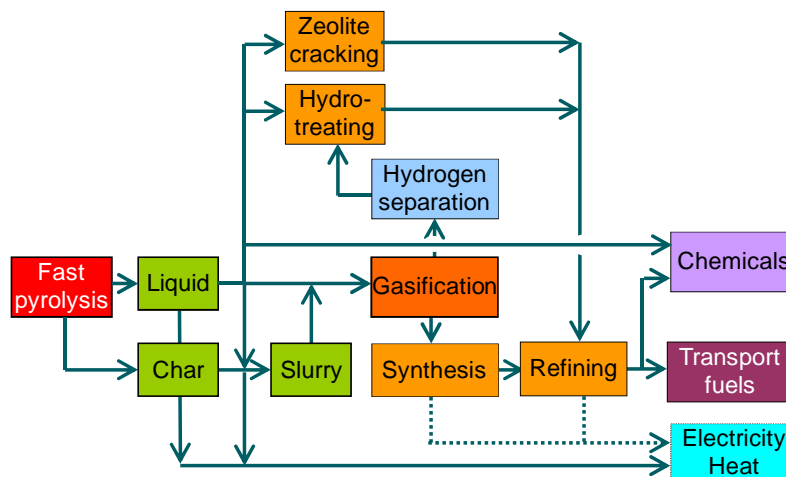 Zeolite
cracking
Hydro-
treating
Hydrogen
separation
Fast
pyrolysis
Liquid
Gasification
Chemicals
Char
Slurry
Synthesis
Refining
Transport
fuels
Electricity
Heat